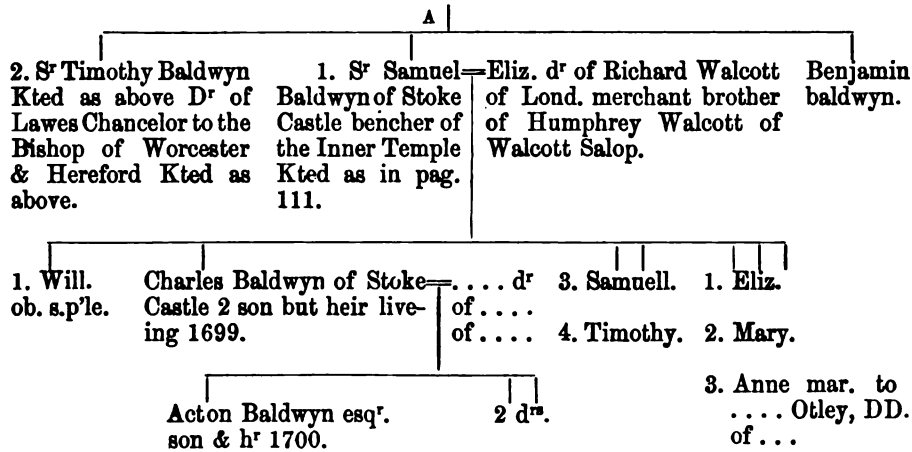 A
2. Sʳ Timothy Baldwyn
Kted as above Dʳ of
Lawes Chancelor to the
Bishop of Worcester
& Hereford Kted as
above.
1. Sʳ Samuel=
Baldwyn of Stoke
Castle bencher of
the Inner Temple
Kted as in pag.
111.
Eliz. dʳ of Richard Walcott
of Lond. merchant brother
of Humphrey Walcott of
Walcott Salop.
Benjamin
baldwyn.
1. Will.
ob. s.p'le.
Charles Baldwyn of Stoke=
Castle 2 son but heir live-
ing 1699.
. . . . dʳ
of . . . .
of . . . .
3. Samuell.
4. Timothy.
1. Eliz.
2. Mary.
3. Anne mar. to
. . . . Otley, DD.
of . . .
Acton Baldwyn esqʳ.
son & hʳ 1700.
2 dʳˢ.